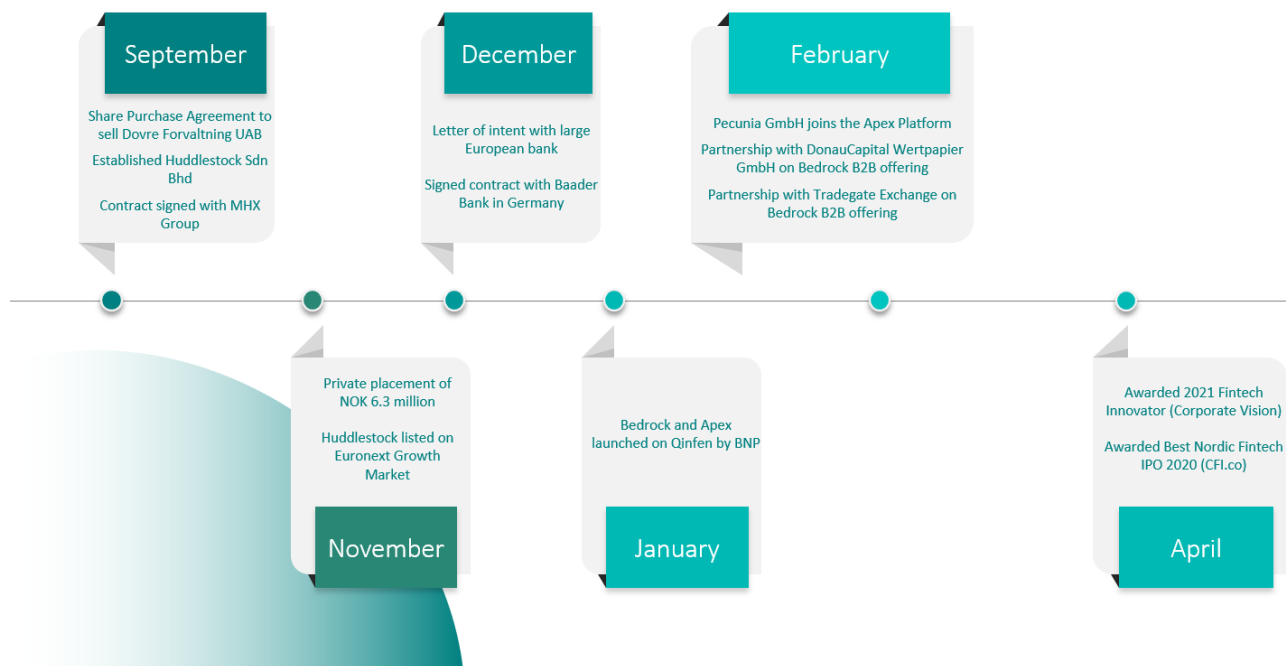 September
Share Purchase Agreement to
sell Dovre Forvaltning UAB
Established Huddlestock Sdn
Bhd
Contract signed with MHX
Group
December
Letter of intent with large
European bank
Signed contract with Baader
Bank in Germany
February
Pecunia GmbH joins the Apex Platform
Partnership with DonauCapital Wertpapier
GmbH on Bedrock B2B offering
Partnership with Tradegate Exchange on
Bedrock B2B offering
Private placement of
NOK 6.3 million
Huddlestock listed on
Euronext Growth
Market
November
Bedrock and Apex
launched on Qinfen by BNP
January
Awarded 2021 Fintech
Innovator (Corporate Vision)
Awarded Best Nordic Fintech
IPO 2020 (CFI.co)
April